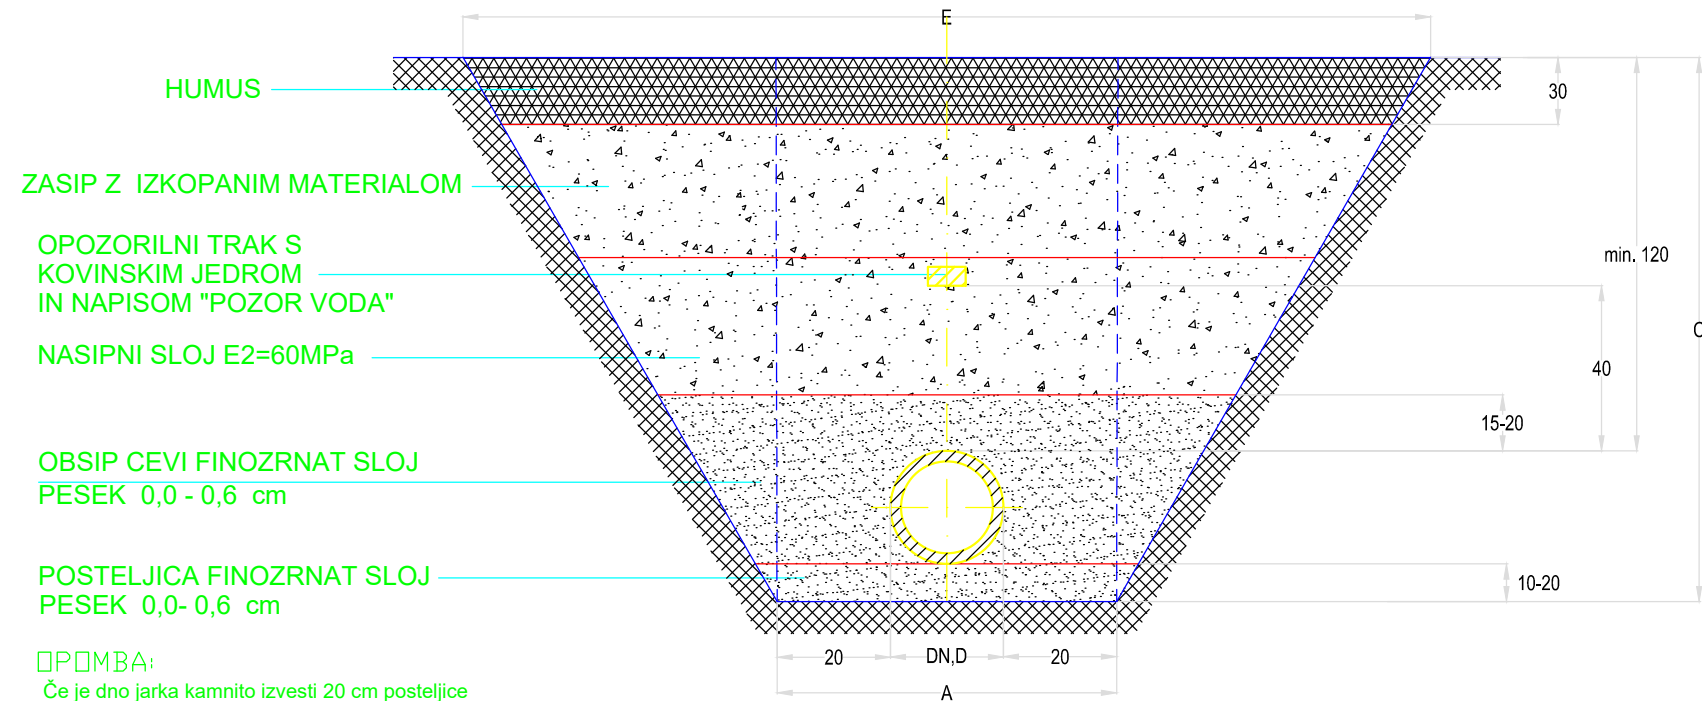 E
HUMUS
30
ZASIP Z IZKOPANIM MATERIALOM
OPOZORILNI TRAK S
KOVINSKIM JEDROM
IN NAPISOM "POZOR VODA"
min. 120
NASIPNI SLOJ E2=60MPa
40
15-20
OBSIP CEVI FINOZRNAT SLOJ
PESEK 0,0 - 0,6 cm
POSTELJICA FINOZRNAT SLOJ
PESEK 0,0- 0,6 cm
10-20
20
DN,D
20
A
OPOMBA:
Če je dno jarka kamnito izvesti 20 cm posteljice